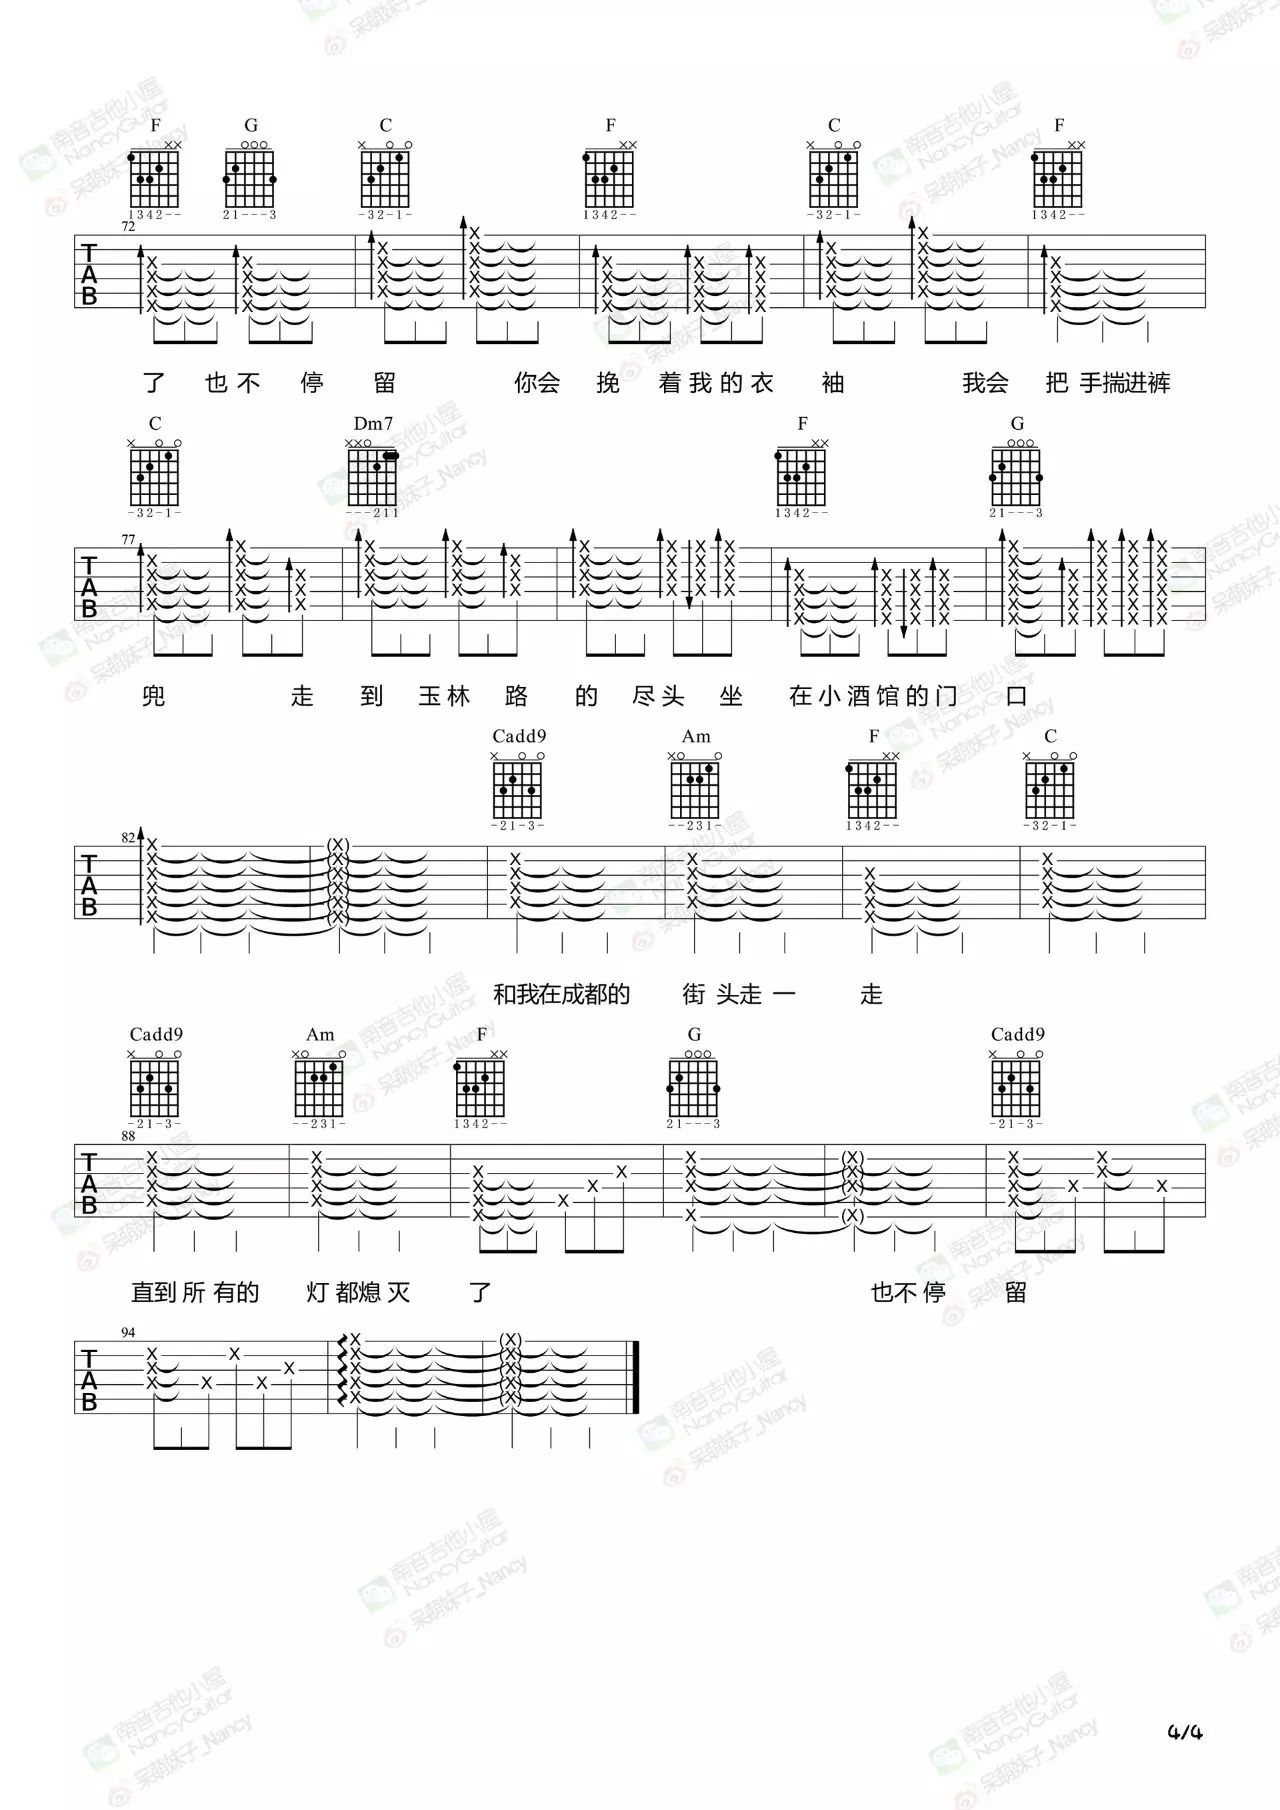 F G C F C F
1342-- 21---3 -32-1- 1342-- -32-1- 1342--
72
TAB
了 也 不 停 留 你会 挽 着 我 的 衣 袖 我会 把 手揣进裤
C Dm7 F G
-32-1- ---211 1342-- 21---3
77
TAB
兜 走 到 玉 林 路 的 尽 头 坐 在 小 酒 馆 的 门 口
Cadd9 Am F C
-21-3- --231- 1342-- -32-1-
82
TAB
和我在成都的 街 头走 一 走
Cadd9 Am F G Cadd9
-21-3- --231- 1342-- 21---3 -21-3-
88
TAB
直到 所 有的 灯 都熄 灭 了 也不 停 留
94
TAB
南音吉他小屋
NancyGuitar
呆萌妹子_Nancy
4/4